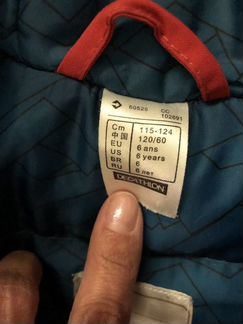 60528 CC
102691
Cm 115-124
中国 120/60
EU 6 ans
US 6 years
BR 6
RU 6 лет
DECATHLON